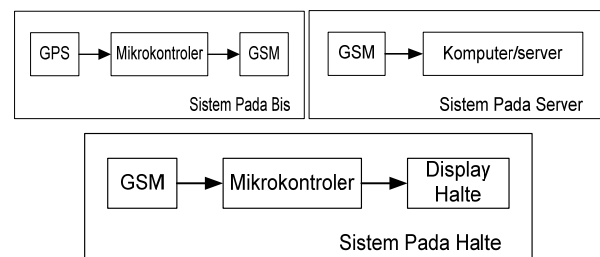 GPS
Mikrokontroler
GSM
Sistem Pada Bis
GSM
Komputer/server
Sistem Pada Server
GSM
Mikrokontroler
Display
Halte
Sistem Pada Halte